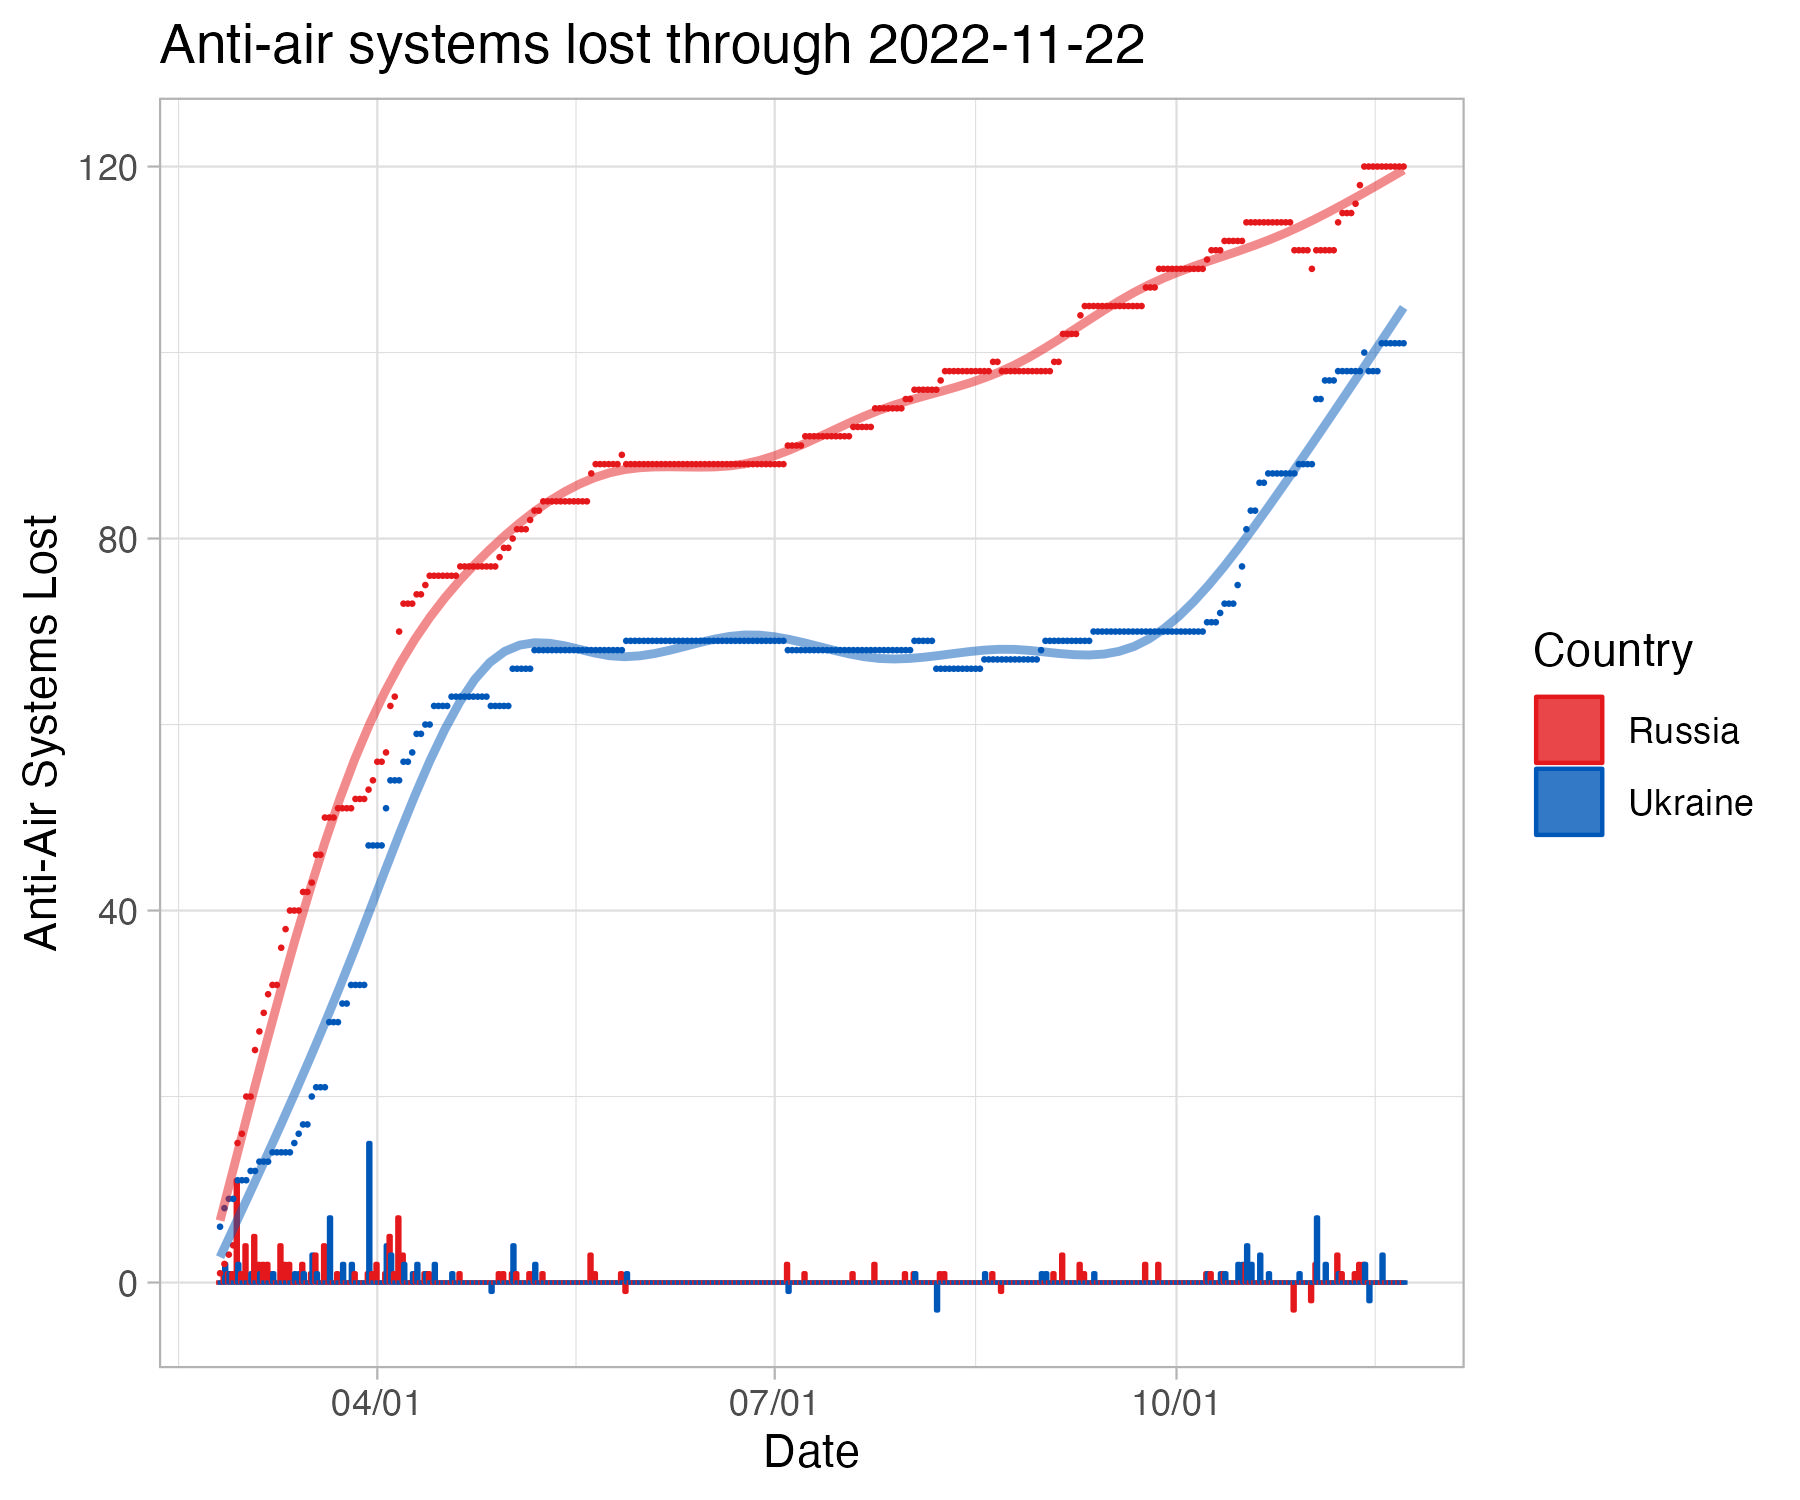 Anti-air systems lost through 2022-11-22
Anti-Air Systems Lost
120
80
40
0
04/01
07/01
10/01
Date
Country
Russia
Ukraine